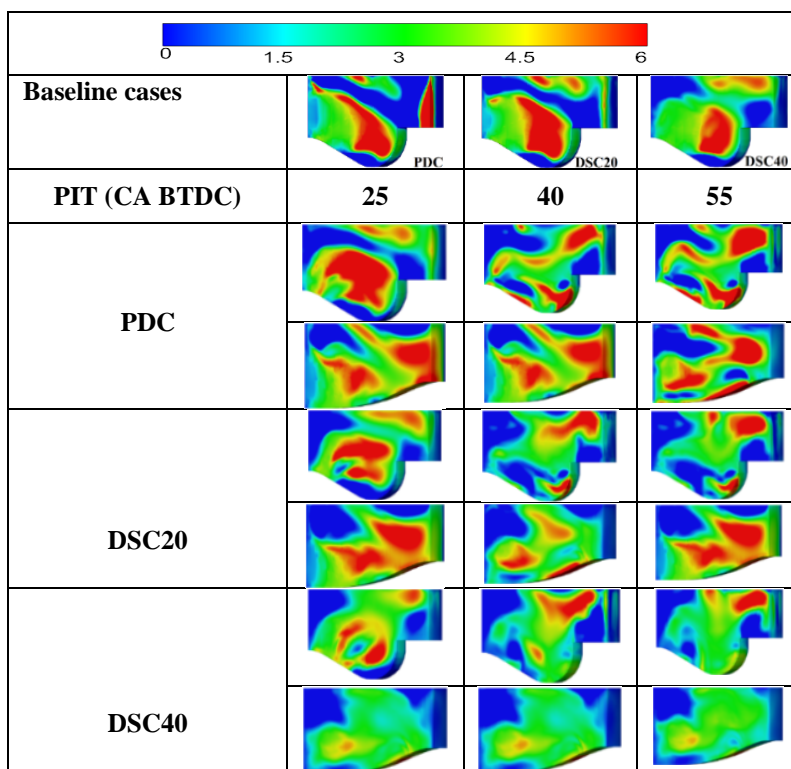 0 1.5 3 4.5 6
Baseline cases
PDC DSC20 DSC40
PIT (CA BTDC) 25 40 55
PDC
DSC20
DSC40